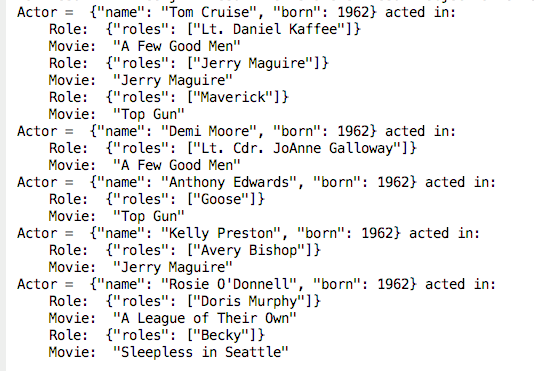 Actor =  {"name": "Tom Cruise", "born": 1962} acted in:
    Role:  {"roles": ["Lt. Daniel Kaffee"]}
    Movie:  "A Few Good Men"
    Role:  {"roles": ["Jerry Maguire"]}
    Movie:  "Jerry Maguire"
    Role:  {"roles": ["Maverick"]}
    Movie:  "Top Gun"
Actor =  {"name": "Demi Moore", "born": 1962} acted in:
    Role:  {"roles": ["Lt. Cdr. JoAnne Galloway"]}
    Movie:  "A Few Good Men"
Actor =  {"name": "Anthony Edwards", "born": 1962} acted in:
    Role:  {"roles": ["Goose"]}
    Movie:  "Top Gun"
Actor =  {"name": "Kelly Preston", "born": 1962} acted in:
    Role:  {"roles": ["Avery Bishop"]}
    Movie:  "Jerry Maguire"
Actor =  {"name": "Rosie O'Donnell", "born": 1962} acted in:
    Role:  {"roles": ["Doris Murphy"]}
    Movie:  "A League of Their Own"
    Role:  {"roles": ["Becky"]}
    Movie:  "Sleepless in Seattle"